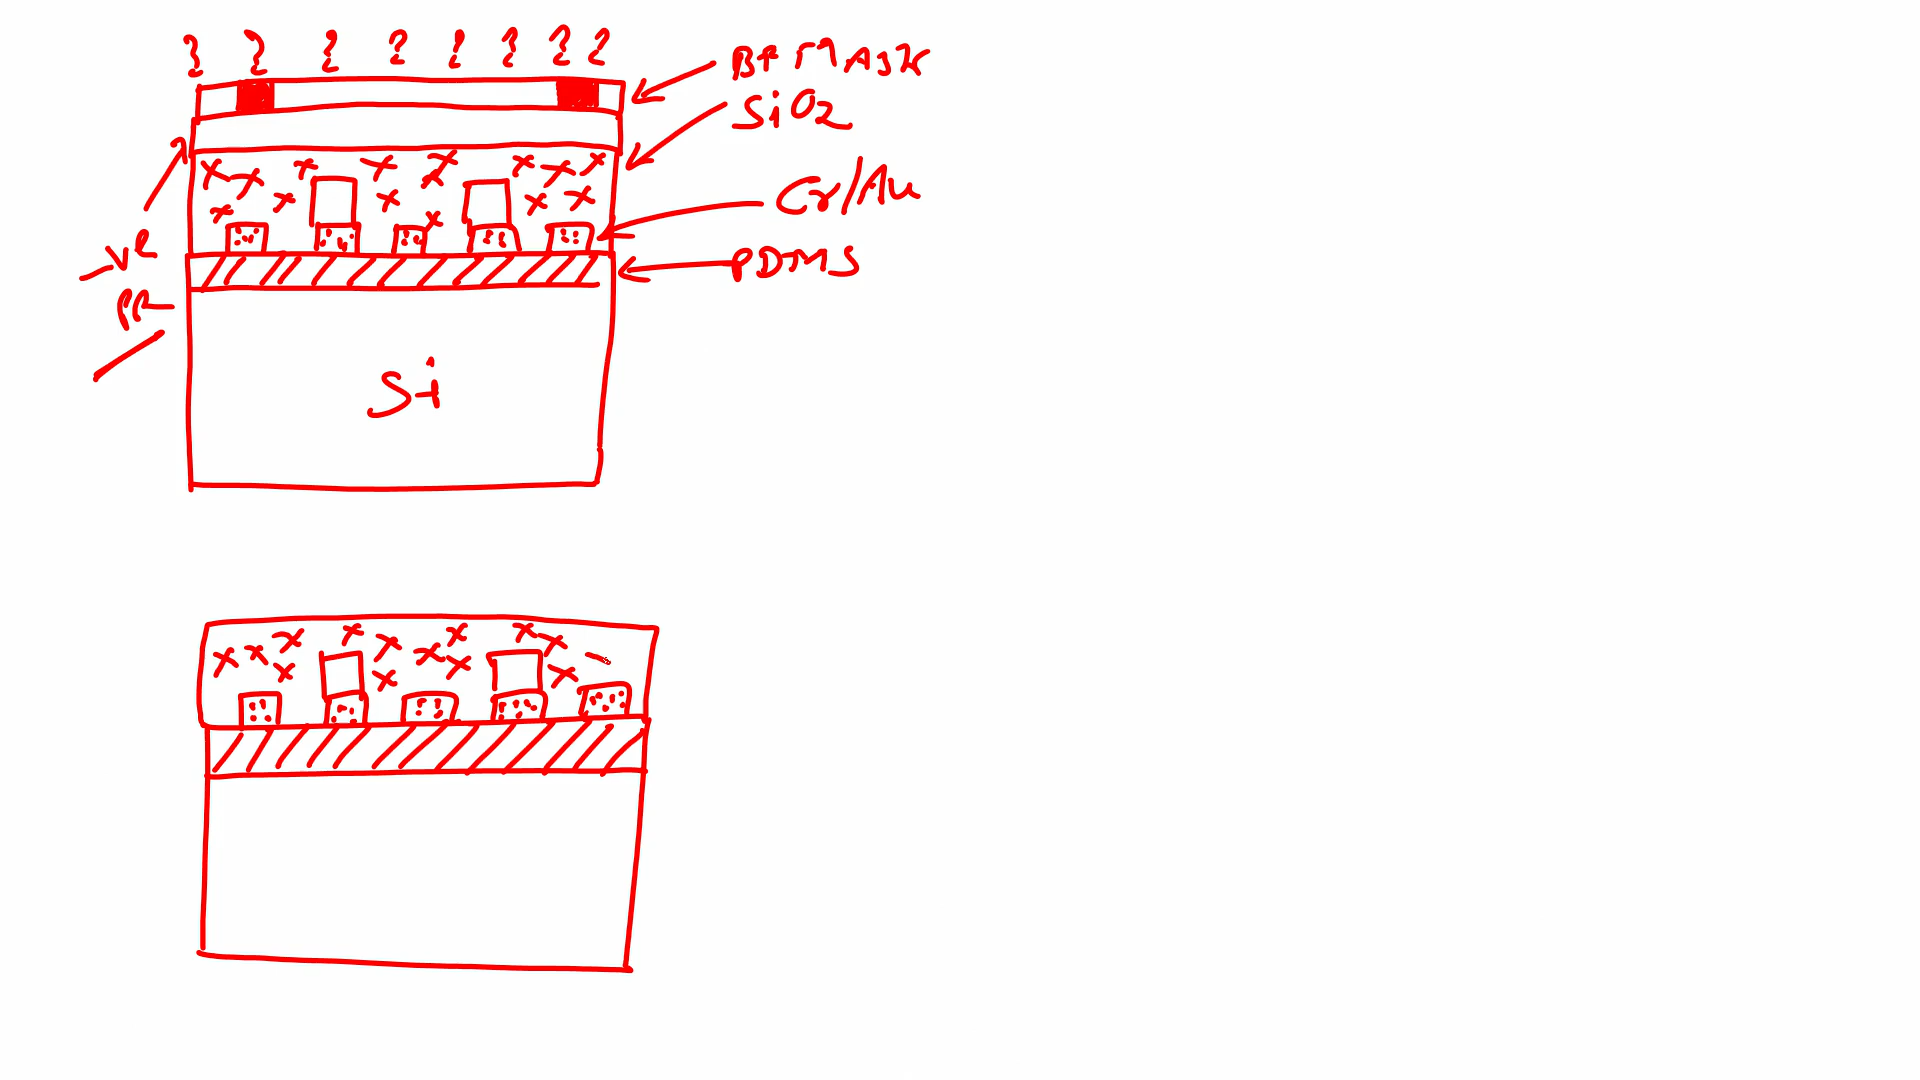 BF MASK
SiO2
Cr/Au
-ve
PR
PDMS
Si